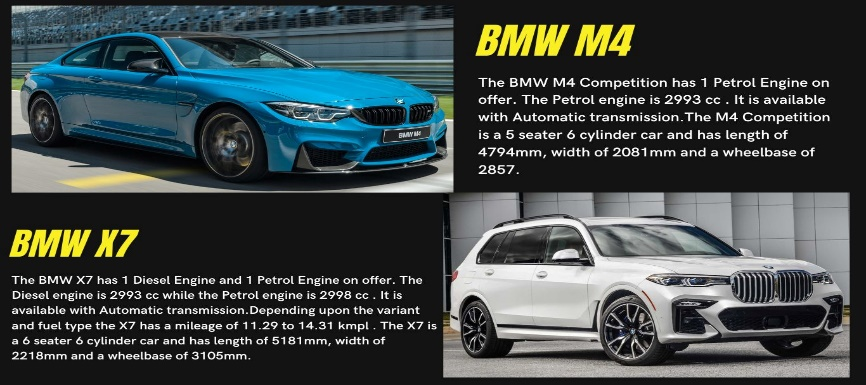 BMW M4
The BMW M4 Competition has 1 Petrol Engine on
offer. The Petrol engine is 2993 cc . It is available
with Automatic transmission.The M4 Competition
is a 5 seater 6 cylinder car and has length of
4794mm, width of 2081mm and a wheelbase of
2857.
BMW M4
BMW X7
The BMW X7 has 1 Diesel Engine and 1 Petrol Engine on offer. The
Diesel engine is 2993 cc while the Petrol engine is 2998 cc . It is
available with Automatic transmission.Depending upon the variant
and fuel type the X7 has a mileage of 11.29 to 14.31 kmpl . The X7 is
a 6 seater 6 cylinder car and has length of 5181mm, width of
2218mm and a wheelbase of 3105mm.